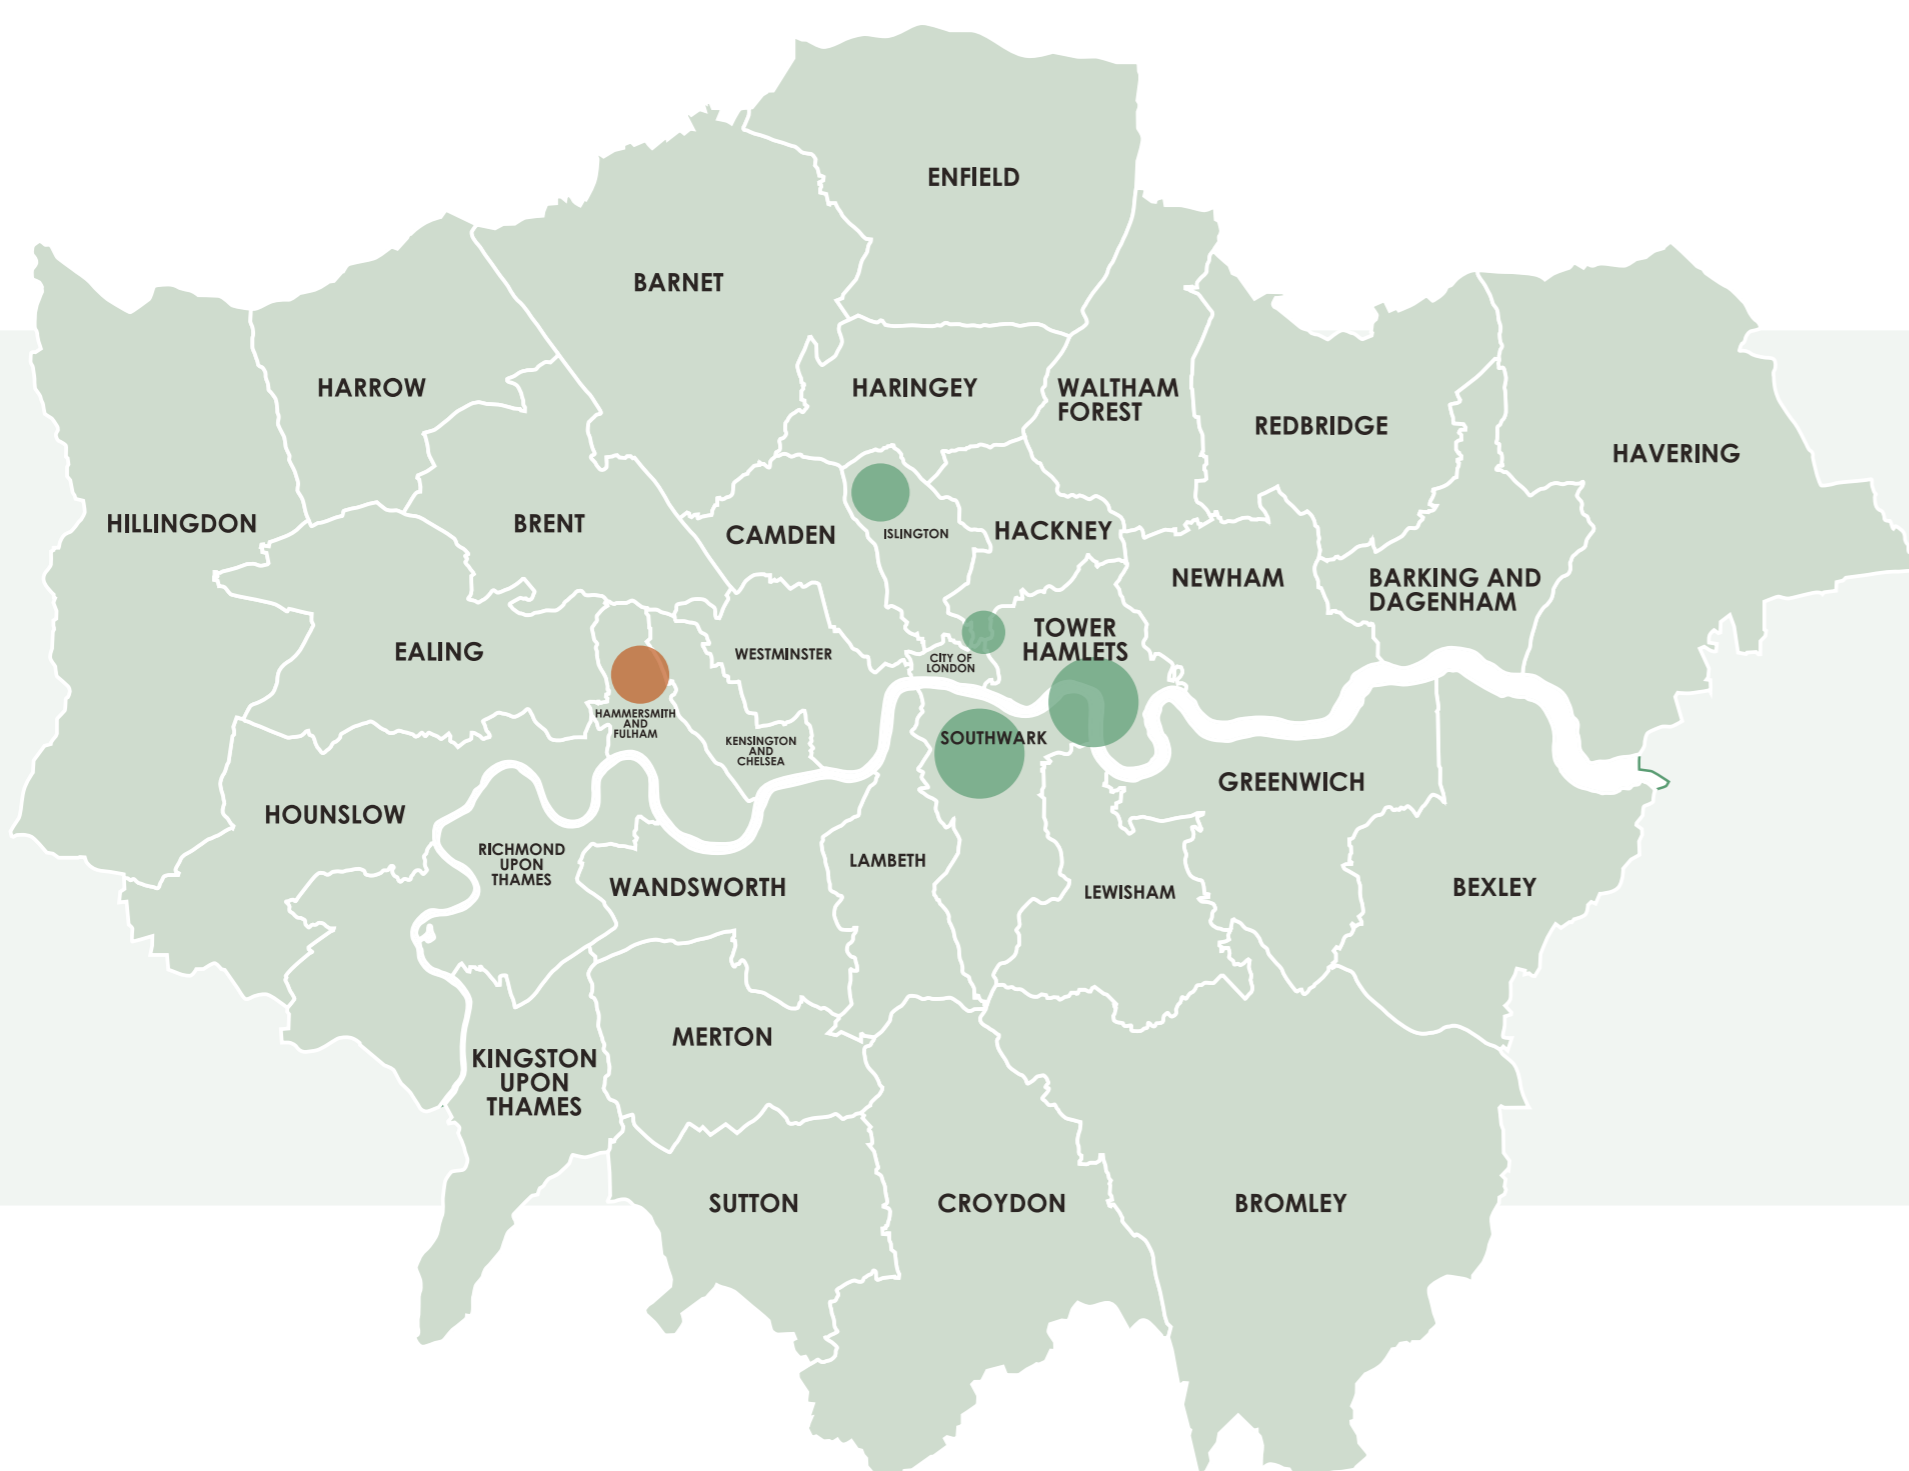 ENFIELD
BARNET
HARROW
HARINGEY
WALTHAM
FOREST
REDBRIDGE
HAVERING
HILLINGDON
BRENT
CAMDEN
ISLINGTON
HACKNEY
NEWHAM
BARKING AND
DAGENHAM
EALING
WESTMINSTER
CITY OF
LONDON
TOWER
HAMLETS
HAMMERSMITH
AND
FULHAM
KENSINGTON
AND
CHELSEA
SOUTHWARK
GREENWICH
HOUNSLOW
RICHMOND
UPON
THAMES
WANDSWORTH
LAMBETH
LEWISHAM
BEXLEY
MERTON
KINGSTON
UPON
THAMES
SUTTON
CROYDON
BROMLEY